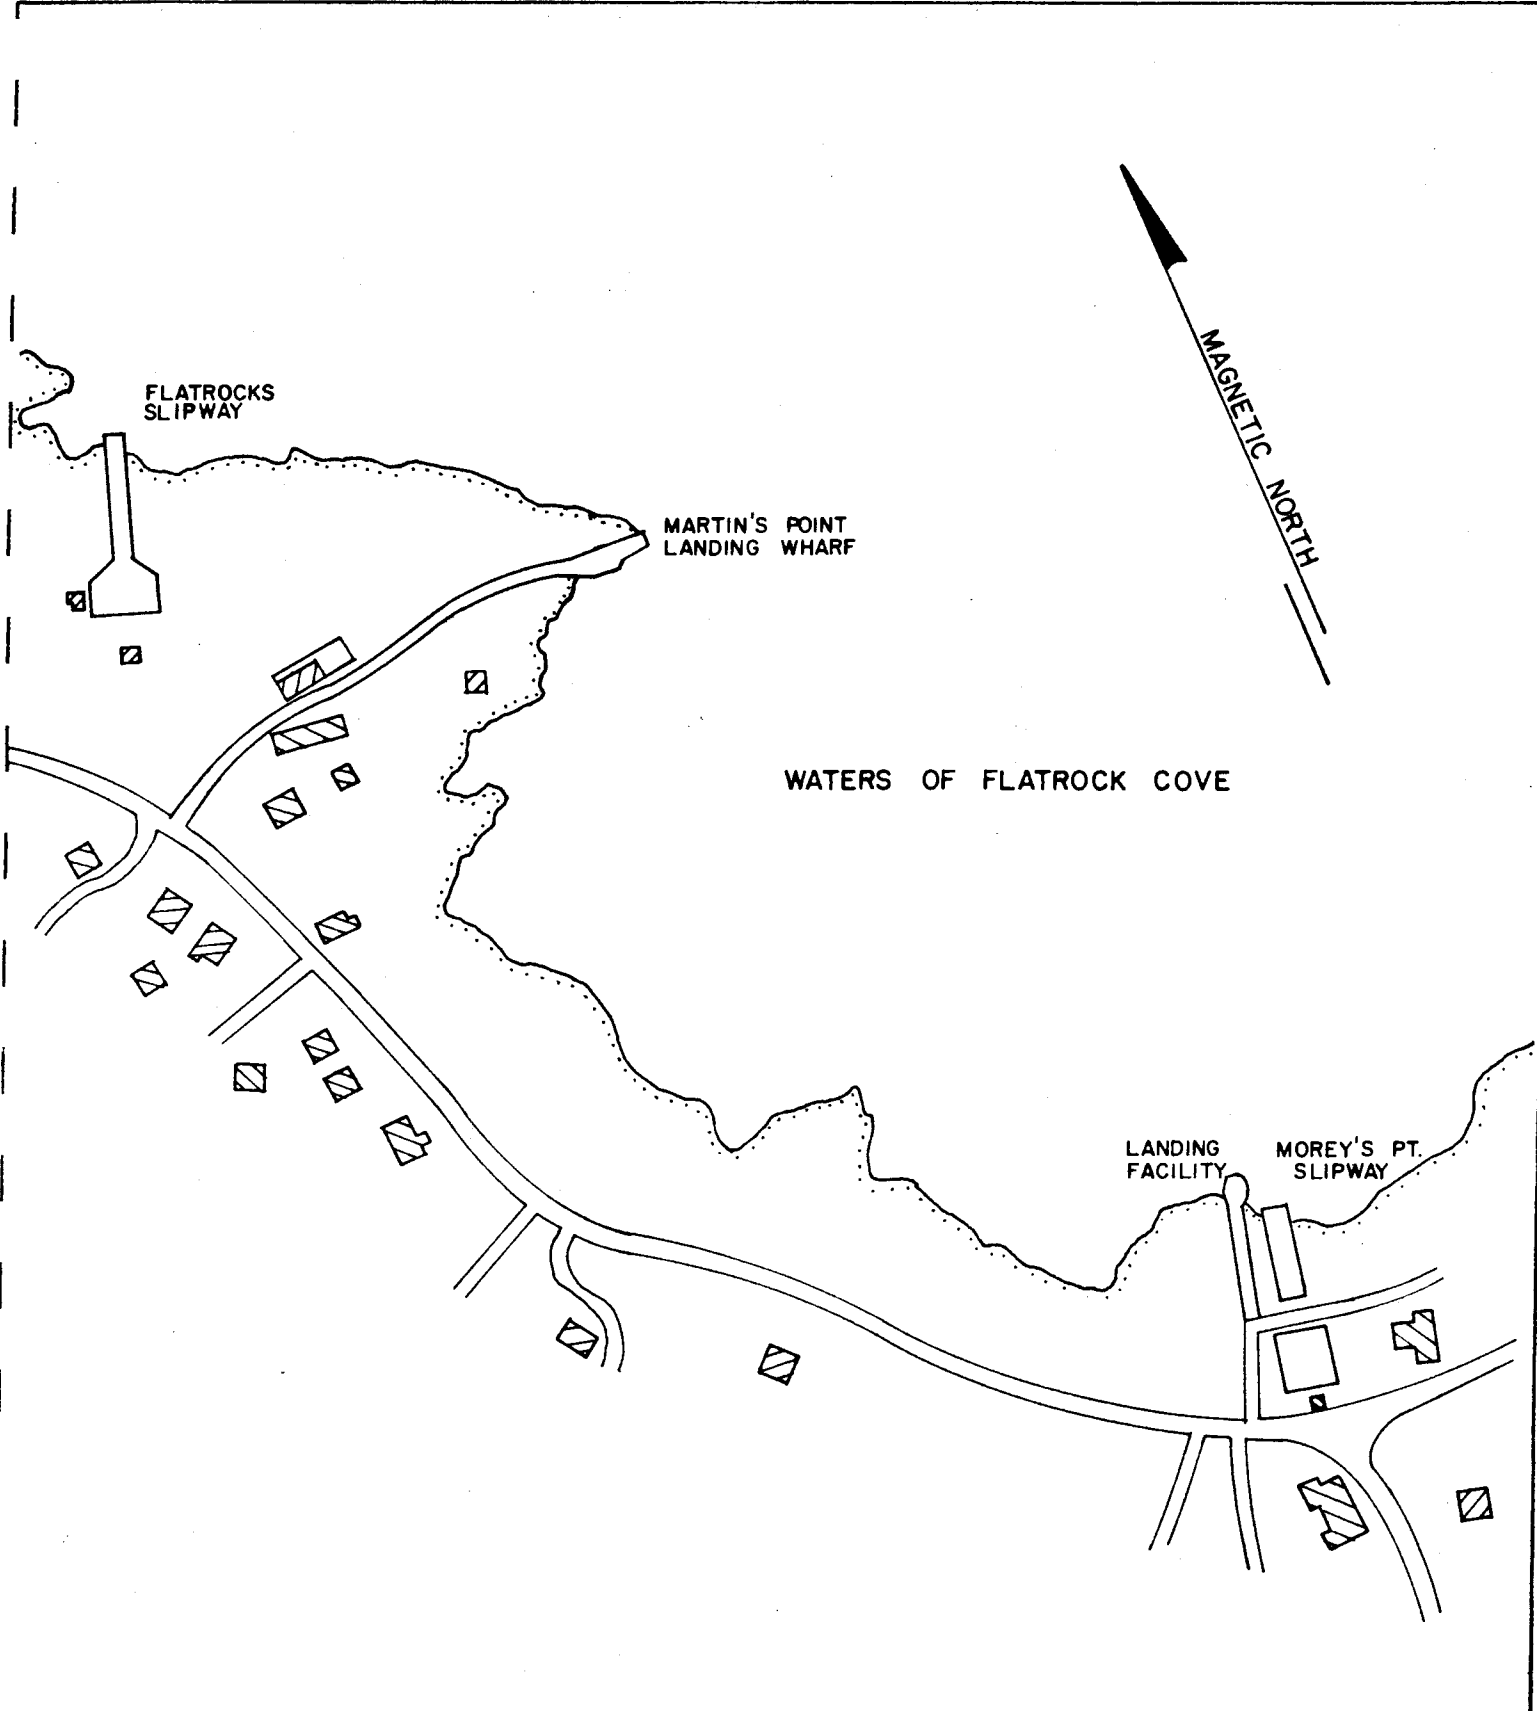 FLATROCKS
SLIPWAY
MAGNETIC NORTH
MARTIN'S POINT
LANDING WHARF
WATERS OF FLATROCK COVE
LANDING
FACILITY
MOREY'S PT.
SLIPWAY